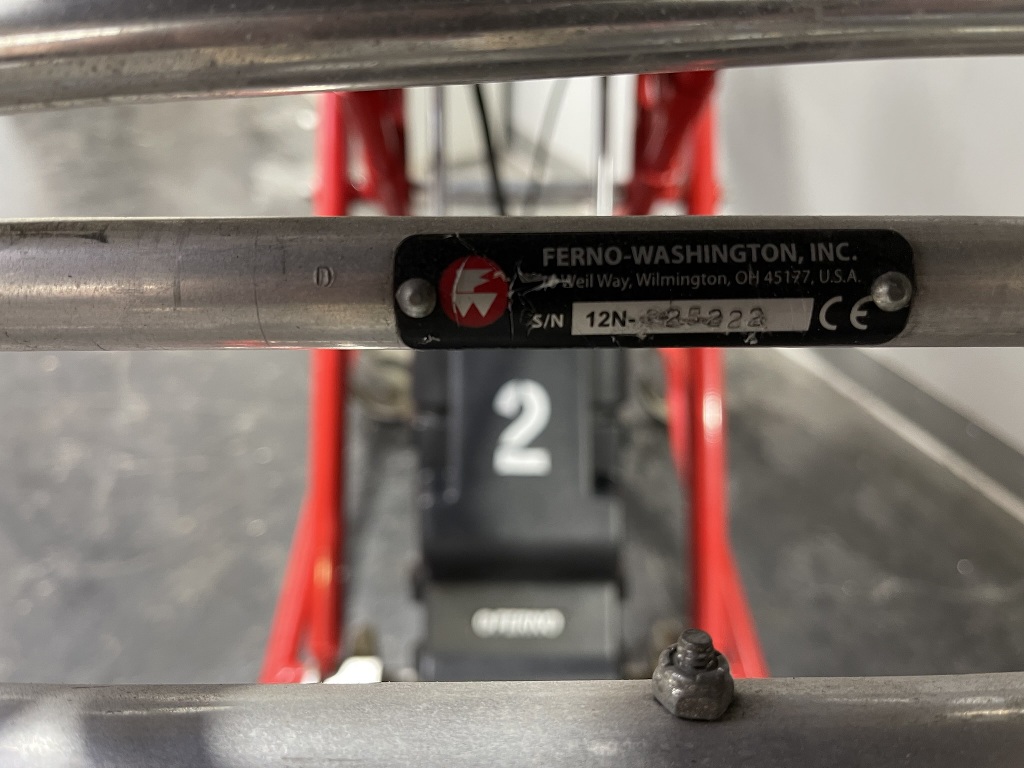 D
FERNO-WASHINGTON, INC.
Weil Way, Wilmington, OH 45177, U.S.A.
S/N 12N- CE
2
FERNO